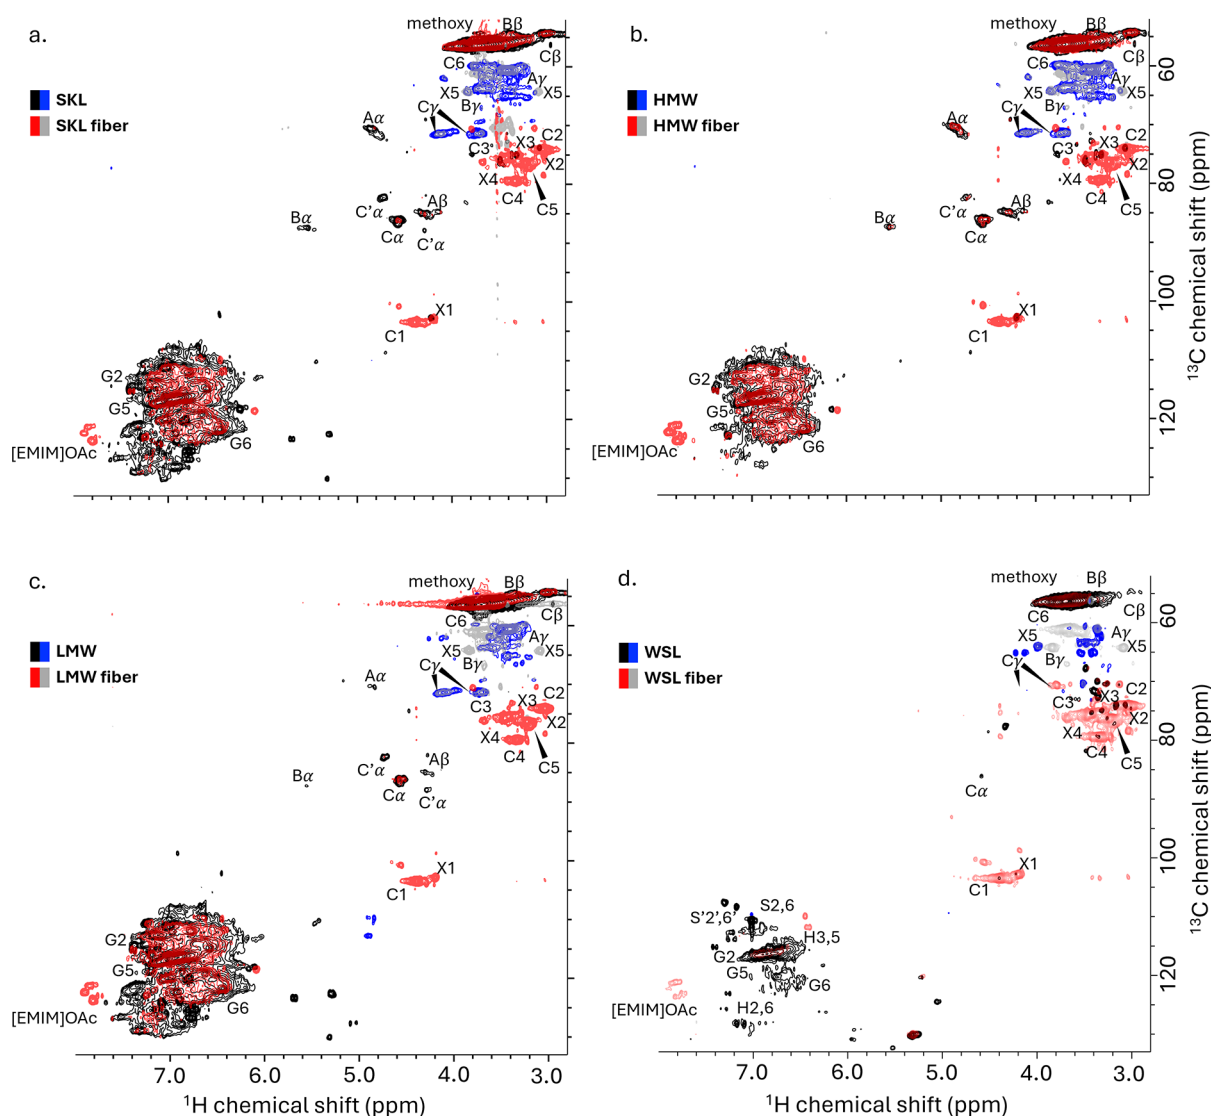 a.
methoxy
Bβ
C6
Cβ
SKL
SKL fiber
Aγ
X5
Bγ
X5
Cγ
Aα
C3
X3
C2
X2
X4
C4
C5
C'α
Aβ
Bα
Cα
C'α
X1
C1
G2
G5
G6
[EMIM]OAc
b.
methoxy
Bβ
C6
Cβ
60
HMW
HMW fiber
Aγ
X5
Bγ
X5
Cγ
Aα
C3
X3
C2
X2
X4
80
C4
C5
C'α
Aβ
Bα
Cα
100
X1
C1
G2
G5
120
G6
[EMIM]OAc
13C chemical shift (ppm)
c.
methoxy
Bβ
C6
LMW
LMW fiber
Cβ
Aγ
X5
Bγ
X5
Cγ
Aα
C3
X3
C2
X2
X4
C4
C5
C'α
Aβ
Bα
Cα
C'α
X1
C1
G2
G5
G6
[EMIM]OAc
7.0 6.0 5.0 4.0 3.0
1H chemical shift (ppm)
d.
methoxy
Bβ
C6
Cβ
60
WSL
WSL fiber
X5
Aγ
Bγ
X5
Cγ
C3
X3
C2
X2
X4
80
C4
C5
Cα
100
X1
C1
S2,6
S'2',6'
H3,5
G2
G5
G6
120
H2,6
[EMIM]OAc
13C chemical shift (ppm)
7.0 6.0 5.0 4.0 3.0
1H chemical shift (ppm)